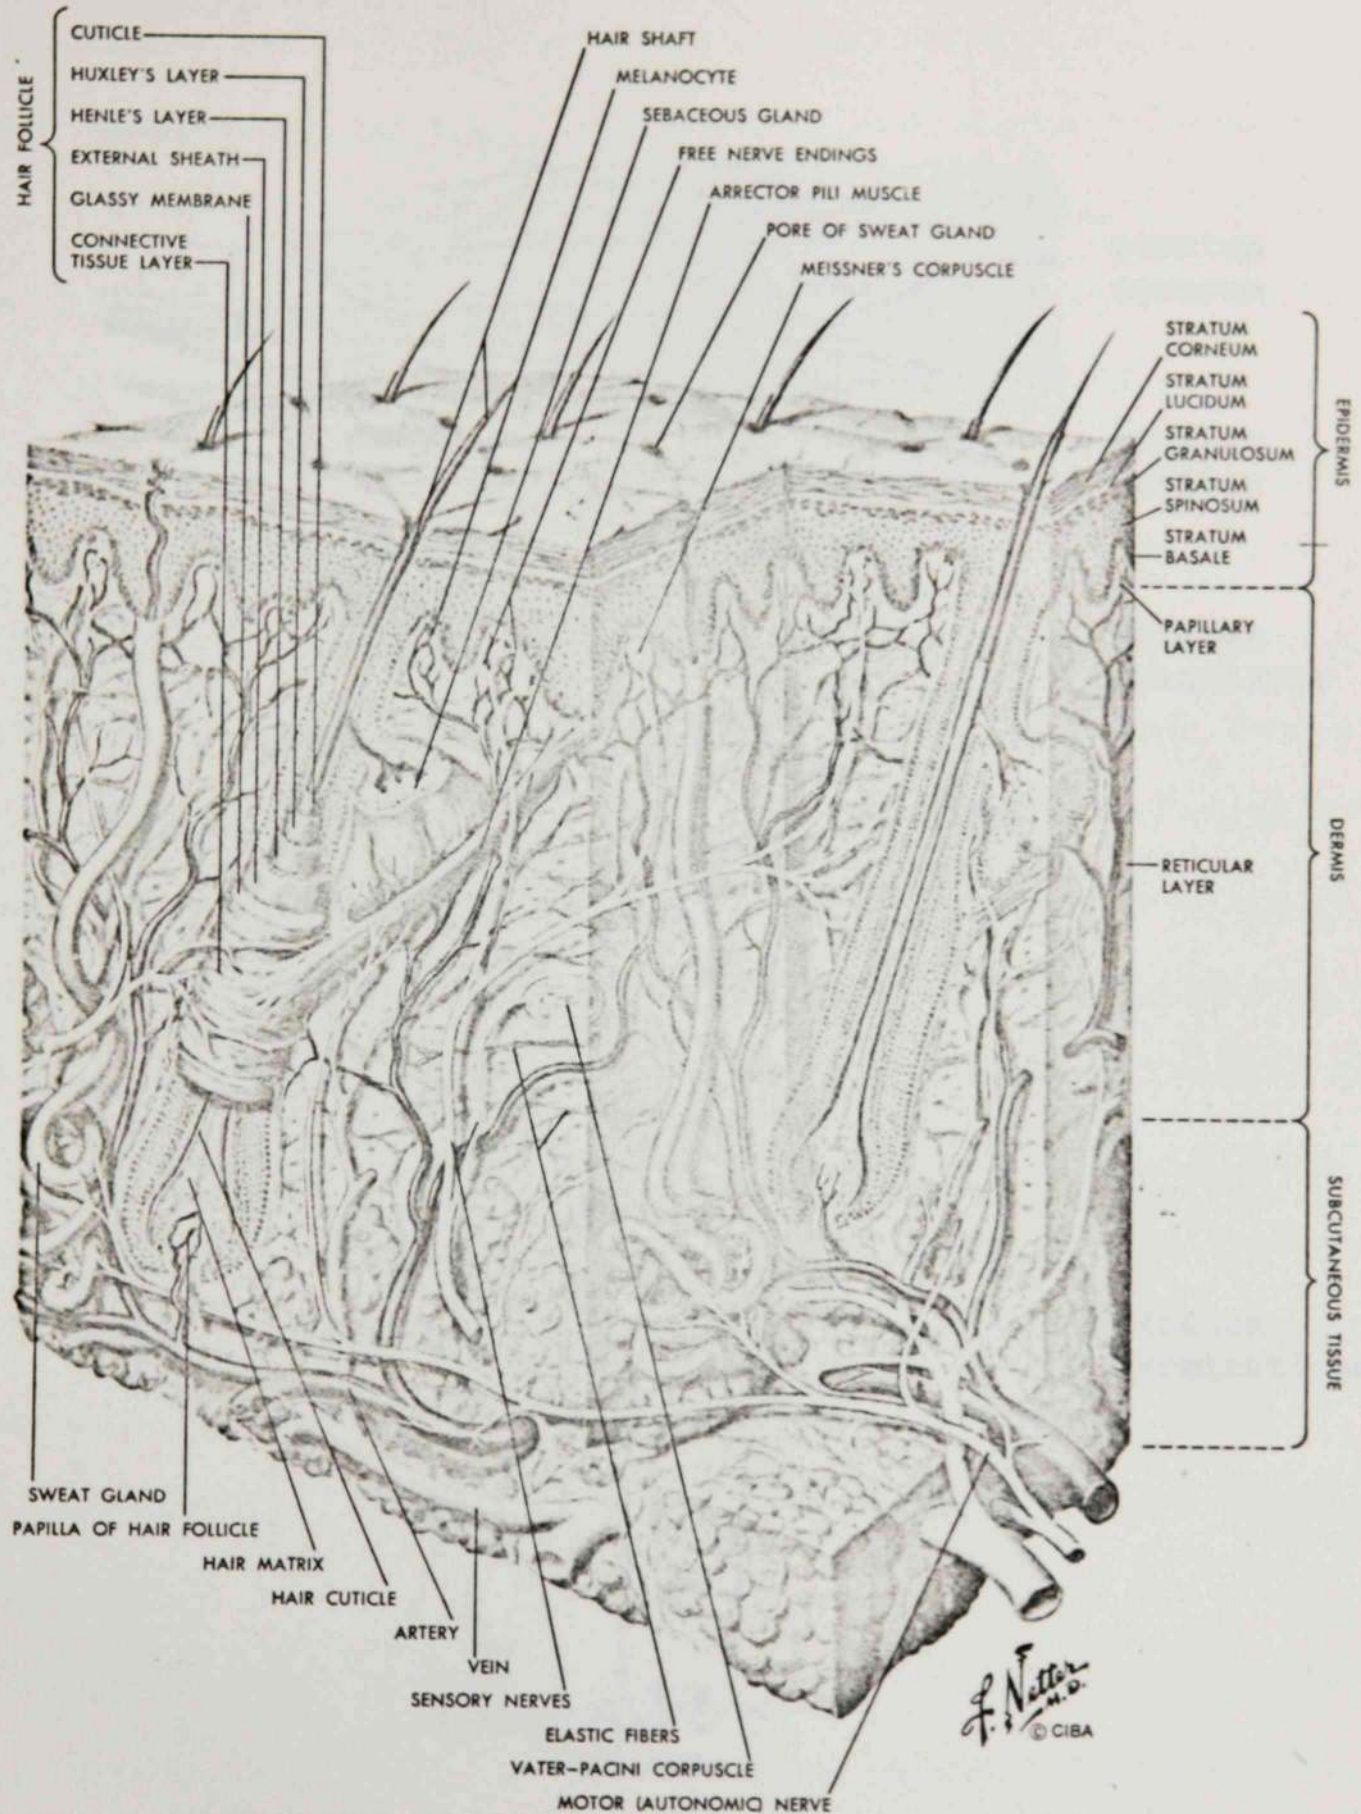 HAIR FOLLICLE
CUTICLE
HUXLEY'S LAYER
HENLE'S LAYER
EXTERNAL SHEATH
GLASSY MEMBRANE
CONNECTIVE
TISSUE LAYER
HAIR SHAFT
MELANOCYTE
SEBACEOUS GLAND
FREE NERVE ENDINGS
ARRECTOR PILI MUSCLE
PORE OF SWEAT GLAND
MEISSNER'S CORPUSCLE
STRATUM
CORNEUM
STRATUM
LUCIDUM
STRATUM
GRANULOSUM
STRATUM
SPINOSUM
STRATUM
BASALE
EPIDERMIS
PAPILLARY
LAYER
RETICULAR
LAYER
DERMIS
SUBCUTANEOUS TISSUE
SWEAT GLAND
PAPILLA OF HAIR FOLLICLE
HAIR MATRIX
HAIR CUTICLE
ARTERY
VEIN
SENSORY NERVES
ELASTIC FIBERS
VATER-PACINI CORPUSCLE
MOTOR (AUTONOMIC) NERVE
F. Netter
M.D.
© CIBA